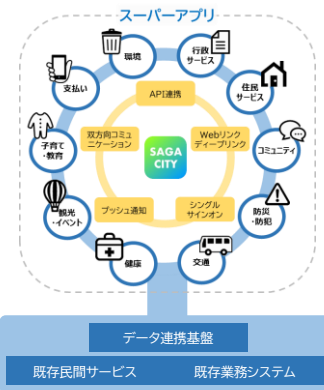 スーパーアプリ
環境
行政
サービス
住民
サービス
コミュニティ
防災
・防犯
交通
健康
観光
・イベント
子育て
・教育
支払い
API連携
Webリンク
ディープリンク
シングル
サインオン
プッシュ通知
双方向コミュ
ニケーション
SAGA
CITY
データ連携基盤
既存民間サービス
既存業務システム